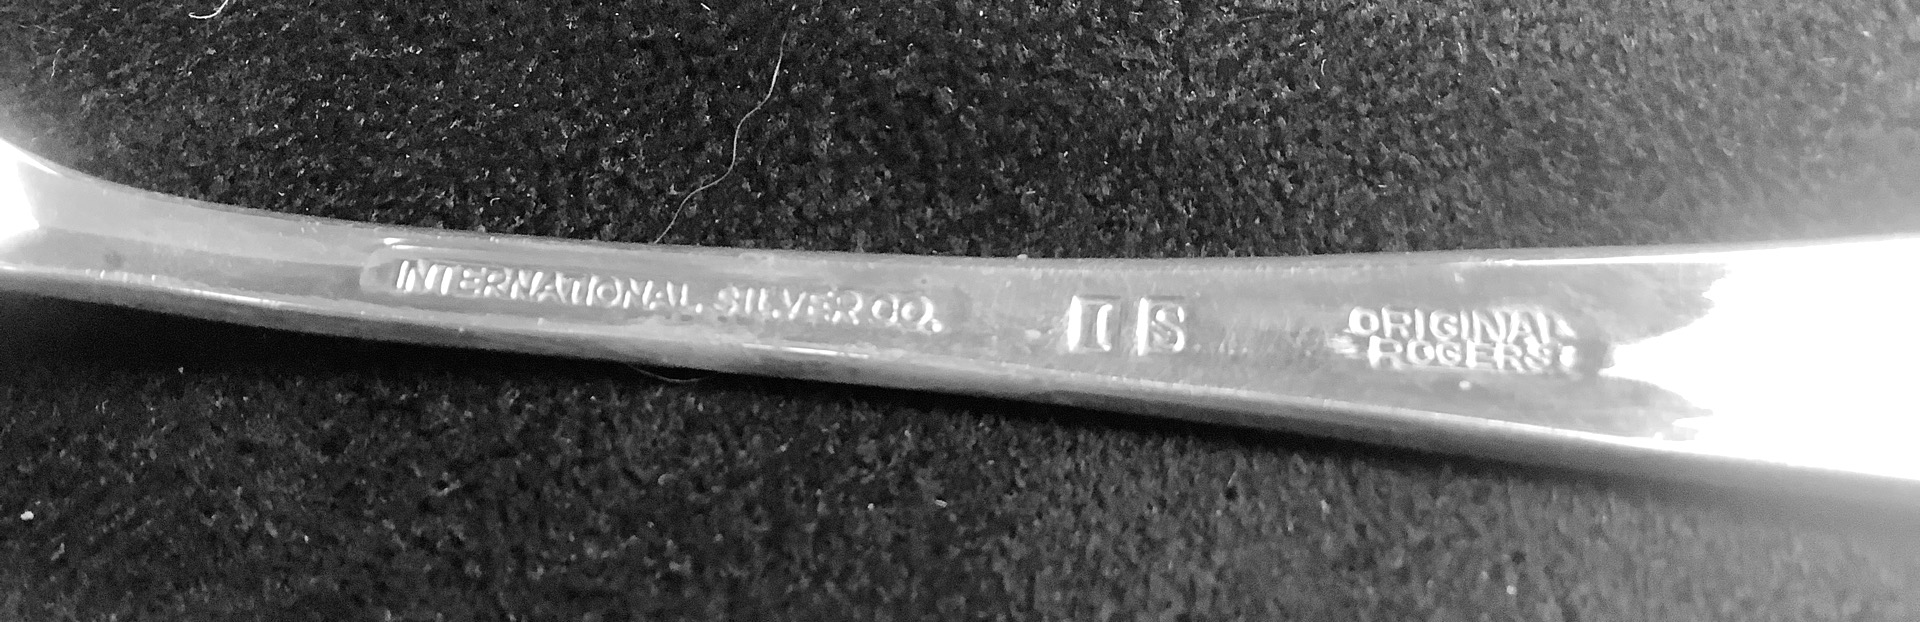 INTERNATIONAL SILVER CO.
I S
ORIGINAL
ROGERS